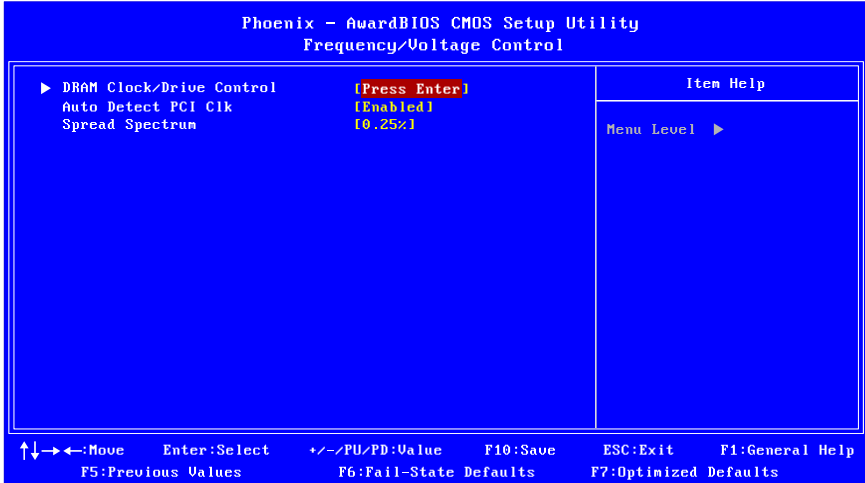 Phoenix - AwardBIOS CMOS Setup Utility
Frequency/Voltage Control
▶ DRAM Clock/Drive Control [Press Enter]
Auto Detect PCI Clk [Enabled]
Spread Spectrum [0.25%]
Item Help
Menu Level ▶
↑↓→←:Move Enter:Select +/-/PU/PD:Value F10:Save ESC:Exit F1:General Help
F5:Previous Values F6:Fail-State Defaults F7:Optimized Defaults